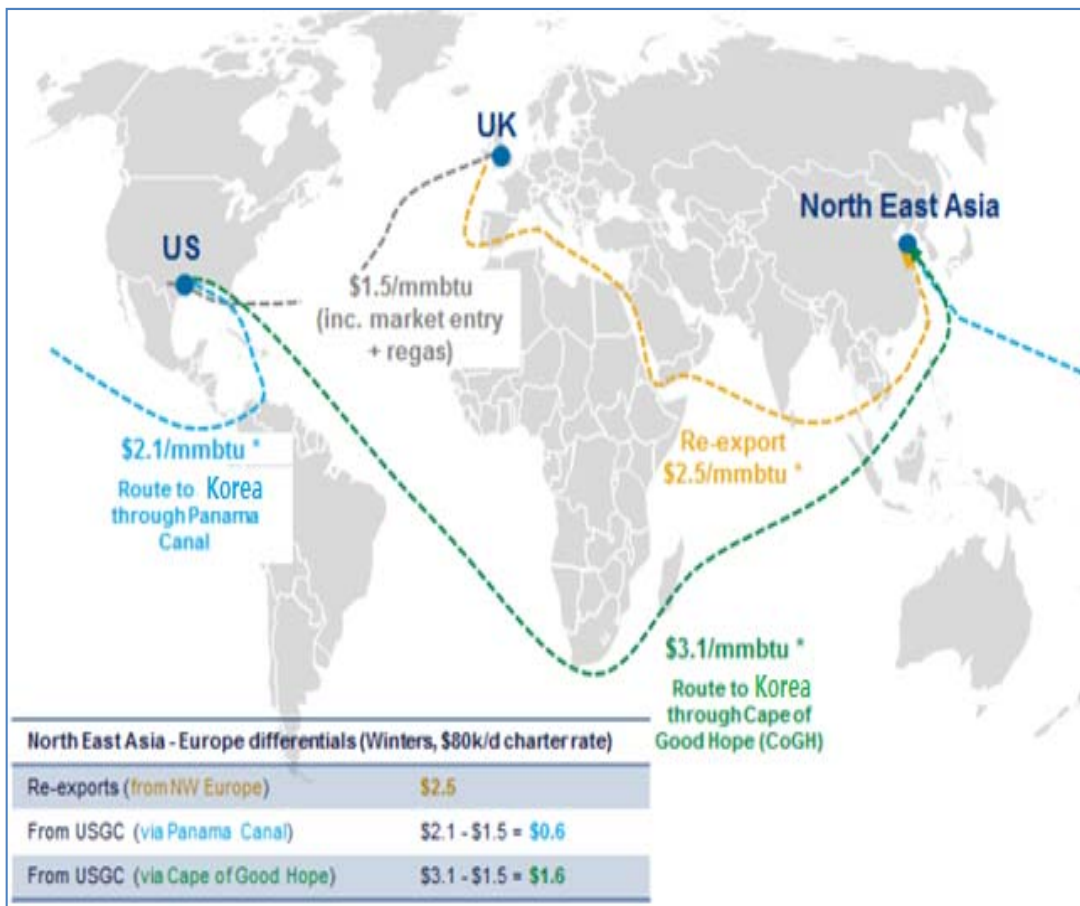 UK
North East Asia
US
$1.5/mmbtu
(inc. market entry
+ regas)
$2.1/mmbtu *
Route to Korea
through Panama
Canal
Re-export
$2.5/mmbtu *
$3.1/mmbtu *
Route to Korea
through Cape of
Good Hope (CoGH)
North East Asia - Europe differentials (Winters, $80k/d charter rate)
Re-exports (from NW Europe) $2.5
From USGC (via Panama Canal) $2.1 - $1.5 = $0.6
From USGC (via Cape of Good Hope) $3.1 - $1.5 = $1.6